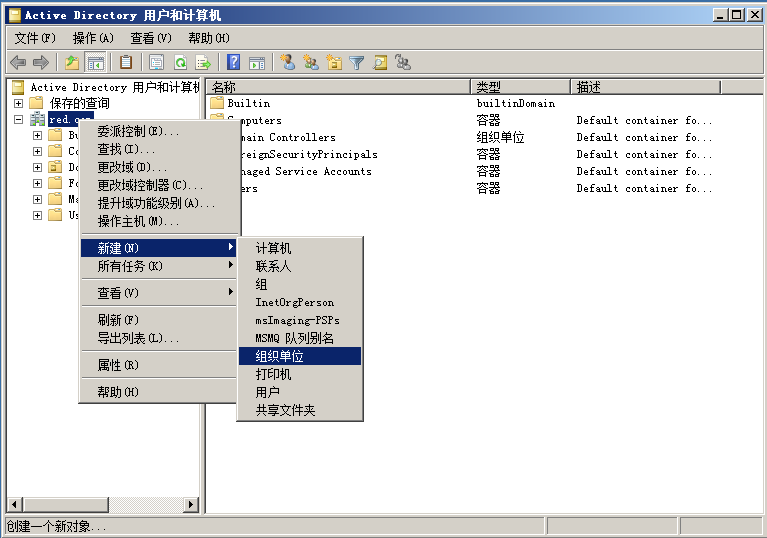 Active Directory 用户和计算机
文件(F) 操作(A) 查看(V) 帮助(H)
Active Directory 用户和计算机
保存的查询
red.com
Bu
Co
Do
Fo
Ma
Us
名称 类型 描述
Builtin builtinDomain
Computers 容器 Default container fo...
main Controllers 组织单位 Default container fo...
reignSecurityPrincipals 容器 Default container fo...
naged Service Accounts 容器 Default container fo...
ers 容器 Default container fo...
委派控制(E)...
查找(I)...
更改域(D)...
更改域控制器(C)...
提升域功能级别(A)...
操作主机(M)...
新建(N)
所有任务(K)
查看(V)
刷新(F)
导出列表(L)...
属性(R)
帮助(H)
计算机
联系人
组
InetOrgPerson
msImaging-PSPs
MSMQ 队列别名
组织单位
打印机
用户
共享文件夹
创建一个新对象...